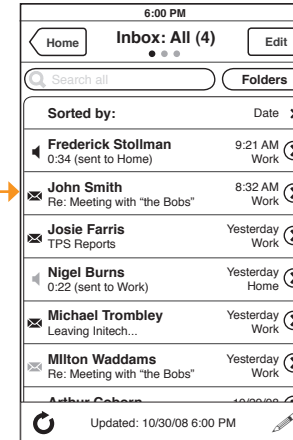 6:00 PM
Home Inbox: All (4) Edit
Search all Folders
Sorted by: Date
Frederick Stollman 9:21 AM
0:34 (sent to Home) Work
John Smith 8:32 AM
Re: Meeting with “the Bobs” Work
Josie Farris Yesterday
TPS Reports Work
Nigel Burns Yesterday
0:22 (sent to Work) Home
Michael Trombley Yesterday
Leaving Initech... Work
MIlton Waddams Yesterday
Re: Meeting with “the Bobs” Work
Arthur
Updated: 10/30/08 6:00 PM